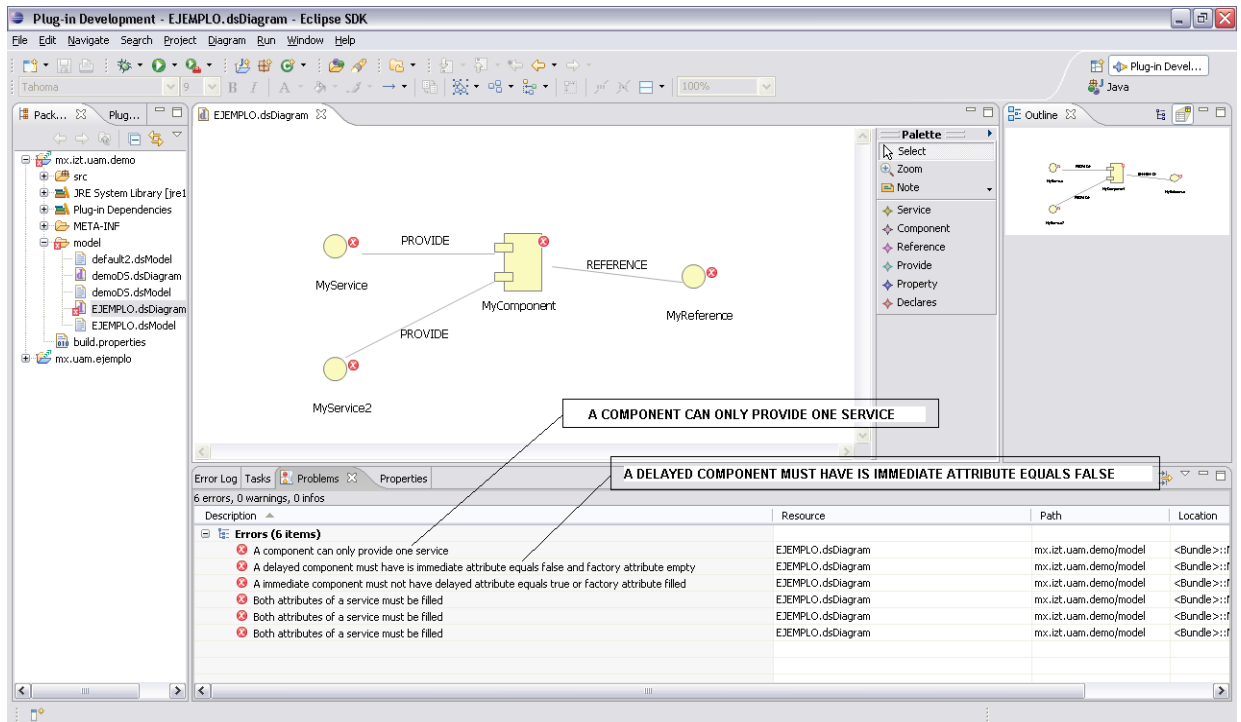 Plug-in Development - EJEMPLO.dsDiagram - Eclipse SDK
File Edit Navigate Search Project Diagram Run Window Help
Plug-in Devel...
Tahoma 9 B I A 100% Java
Pack... Plug...
EJEMPLO.dsDiagram
Outline
mx.izt.uam.demo
src
JRE System Library [jre1
Plug-in Dependencies
META-INF
model
default2.dsModel
demoDS.dsDiagram
demoDS.dsModel
EJEMPLO.dsDiagram
EJEMPLO.dsModel
build.properties
mx.uam.ejemplo
PROVIDE
REFERENCE
MyService
MyComponent
MyReference
PROVIDE
MyService2
Palette
Select
Zoom
Note
Service
Component
Reference
Provide
Property
Declares
A COMPONENT CAN ONLY PROVIDE ONE SERVICE
A DELAYED COMPONENT MUST HAVE IS IMMEDIATE ATTRIBUTE EQUALS FALSE
Error Log Tasks Problems Properties
6 errors, 0 warnings, 0 infos
Description Resource Path Location
Errors (6 items)
A component can only provide one service EJEMPLO.dsDiagram mx.izt.uam.demo/model <Bundle>::
A delayed component must have is immediate attribute equals false and factory attribute empty EJEMPLO.dsDiagram mx.izt.uam.demo/model <Bundle>::
A immediate component must not have delayed attribute equals true or factory attribute filled EJEMPLO.dsDiagram mx.izt.uam.demo/model <Bundle>::
Both attributes of a service must be filled EJEMPLO.dsDiagram mx.izt.uam.demo/model <Bundle>::
Both attributes of a service must be filled EJEMPLO.dsDiagram mx.izt.uam.demo/model <Bundle>::
Both attributes of a service must be filled EJEMPLO.dsDiagram mx.izt.uam.demo/model <Bundle>::